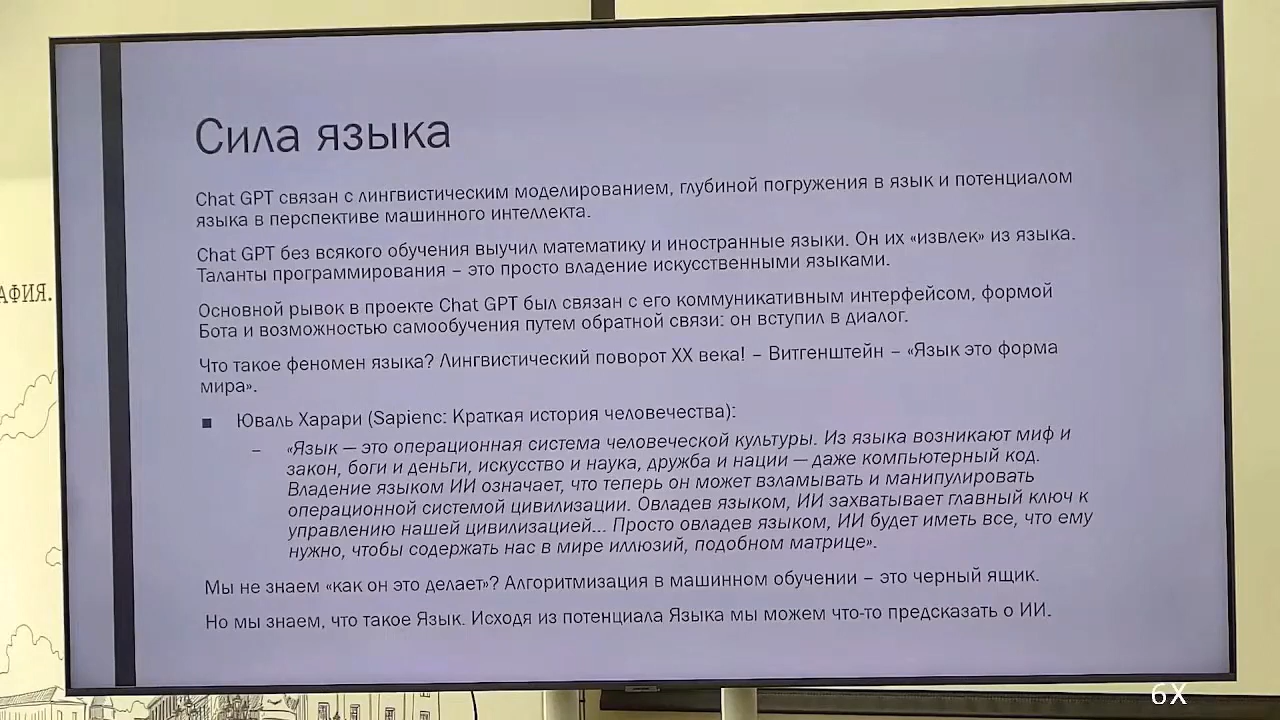 Сила языка
Chat GPT связан с лингвистическим моделированием, глубиной погружения в язык и потенциалом
языка в перспективе машинного интеллекта.
Chat GPT без всякого обучения выучил математику и иностранные языки. Он их «извлек» из языка.
Таланты программирования – это просто владение искусственными языками.
АФИЯ.
Основной рывок в проекте Chat GPT был связан с его коммуникативным интерфейсом, формой
Бота и возможностью самообучения путем обратной связи: он вступил в диалог.
Что такое феномен языка? Лингвистический поворот XX века! – Витгенштейн – «Язык это форма
мира».
▪ Юваль Харари (Sapienc: Краткая история человечества):
– «Язык — это операционная система человеческой культуры. Из языка возникают миф и
закон, боги и деньги, искусство и наука, дружба и нации — даже компьютерный код.
Владение языком ИИ означает, что теперь он может взламывать и манипулировать
операционной системой цивилизации. Овладев языком, ИИ захватывает главный ключ к
управлению нашей цивилизацией... Просто овладев языком, ИИ будет иметь все, что ему
нужно, чтобы содержать нас в мире иллюзий, подобном матрице».
Мы не знаем «как он это делает»? Алгоритмизация в машинном обучении – это черный ящик.
Но мы знаем, что такое Язык. Исходя из потенциала Языка мы можем что-то предсказать о ИИ.
6X